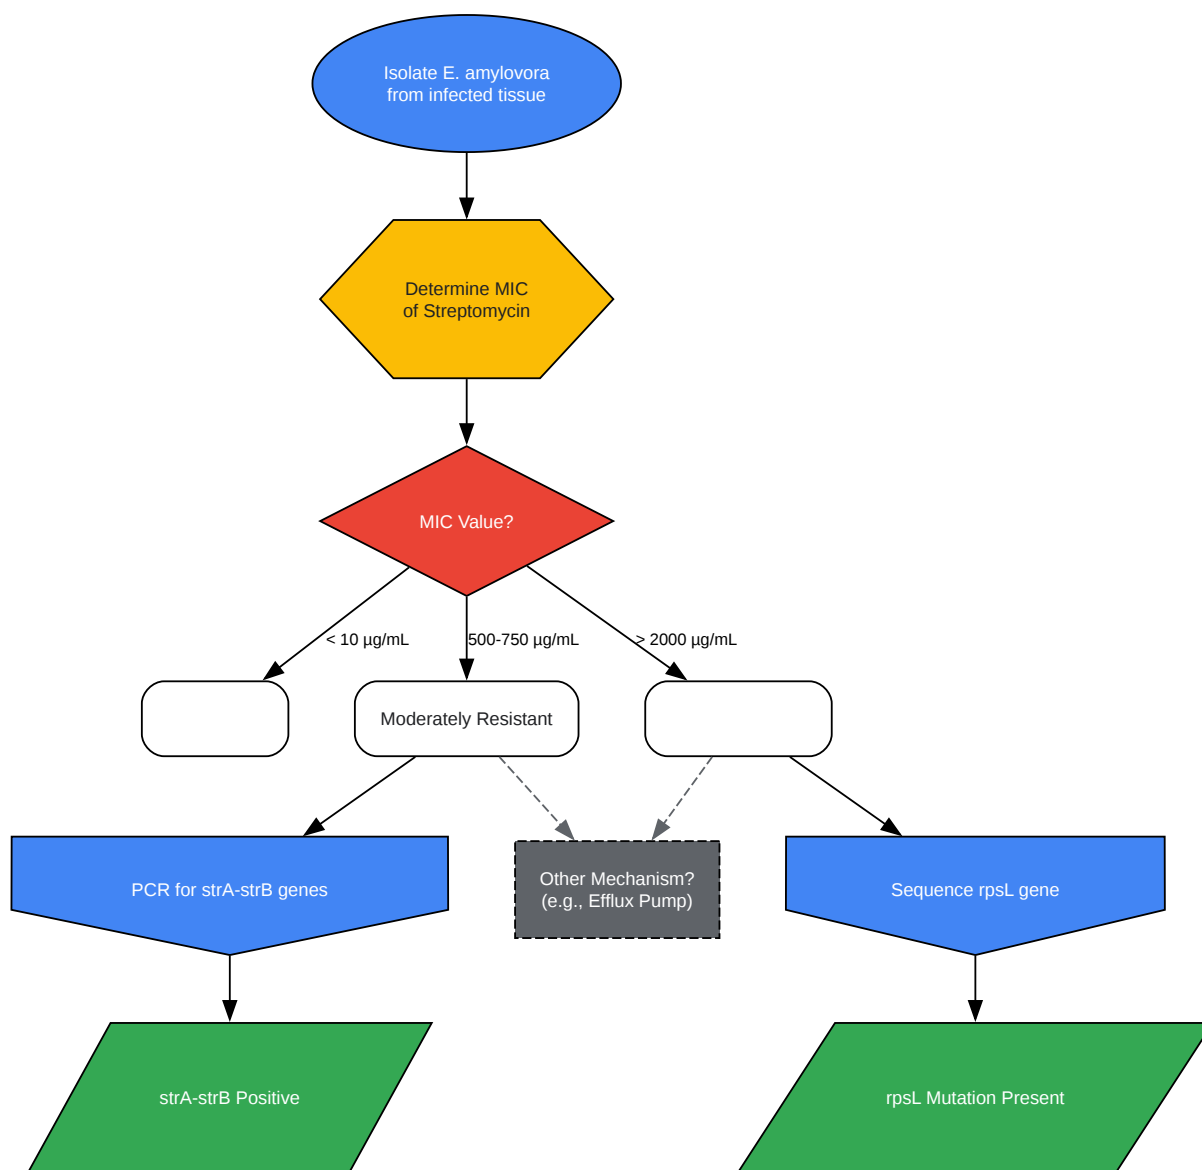 Isolate E. amylovora
from infected tissue
Determine MIC
of Streptomycin
MIC Value?
< 10 µg/mL
500-750 µg/mL
> 2000 µg/mL
Moderately Resistant
PCR for strA-strB genes
Other Mechanism?
(e.g., Efflux Pump)
Sequence rpsL gene
strA-strB Positive
rpsL Mutation Present